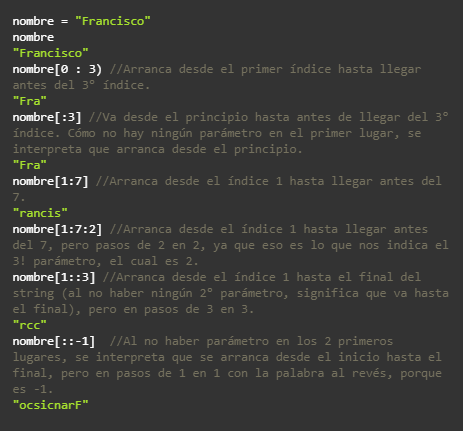 nombre = "Francisco"
nombre
"Francisco"
nombre[0 : 3) //Arranca desde el primer índice hasta llegar
antes del 3º índice.
"Fra"
nombre[:3] //Va desde el principio hasta antes de llegar del 3º
índice. Cómo no hay ningún parámetro en el primer lugar, se
interpreta que arranca desde el principio.
"Fra"
nombre[1:7] //Arranca desde el índice 1 hasta llegar antes del
7.
"rancis"
nombre[1:7:2] //Arranca desde el índice 1 hasta llegar antes
del 7, pero pasos de 2 en 2, ya que eso es lo que nos indica el
3! parámetro, el cual es 2.
nombre[1::3] //Arranca desde el índice 1 hasta el final del
string (al no haber ningún 2º parámetro, significa que va hasta
el final), pero en pasos de 3 en 3.
"rcc"
nombre[::-1]  //Al no haber parámetro en los 2 primeros
lugares, se interpreta que se arranca desde el inicio hasta el
final, pero en pasos de 1 en 1 con la palabra al revés, porque
es -1.
"ocsicnarF"